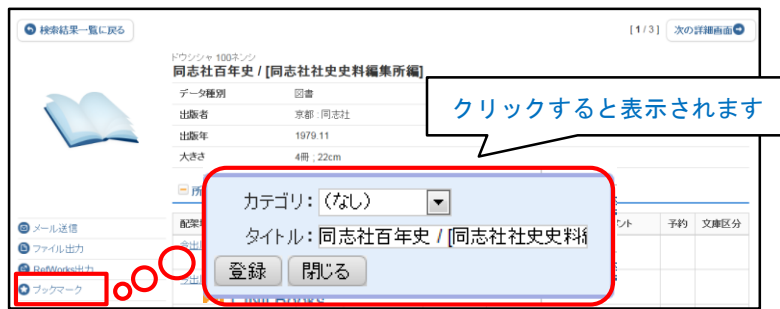 検索結果一覧に戻る
[ 1 / 3 ] 次の詳細画面
ドウシシャ 100ネンシ
同志社百年史 / [同志社社史史料編集所編]
データ種別 図書
出版者 京都 : 同志社
出版年 1979.11
大きさ 4冊 ; 22cm
クリックすると表示されます
所
カテゴリ： (なし)
タイトル： 同志社百年史 / [同志社社史史料
登録 閉じる
予約 文庫区分
メール送信
ファイル出力
RefWorks出力
ブックマーク